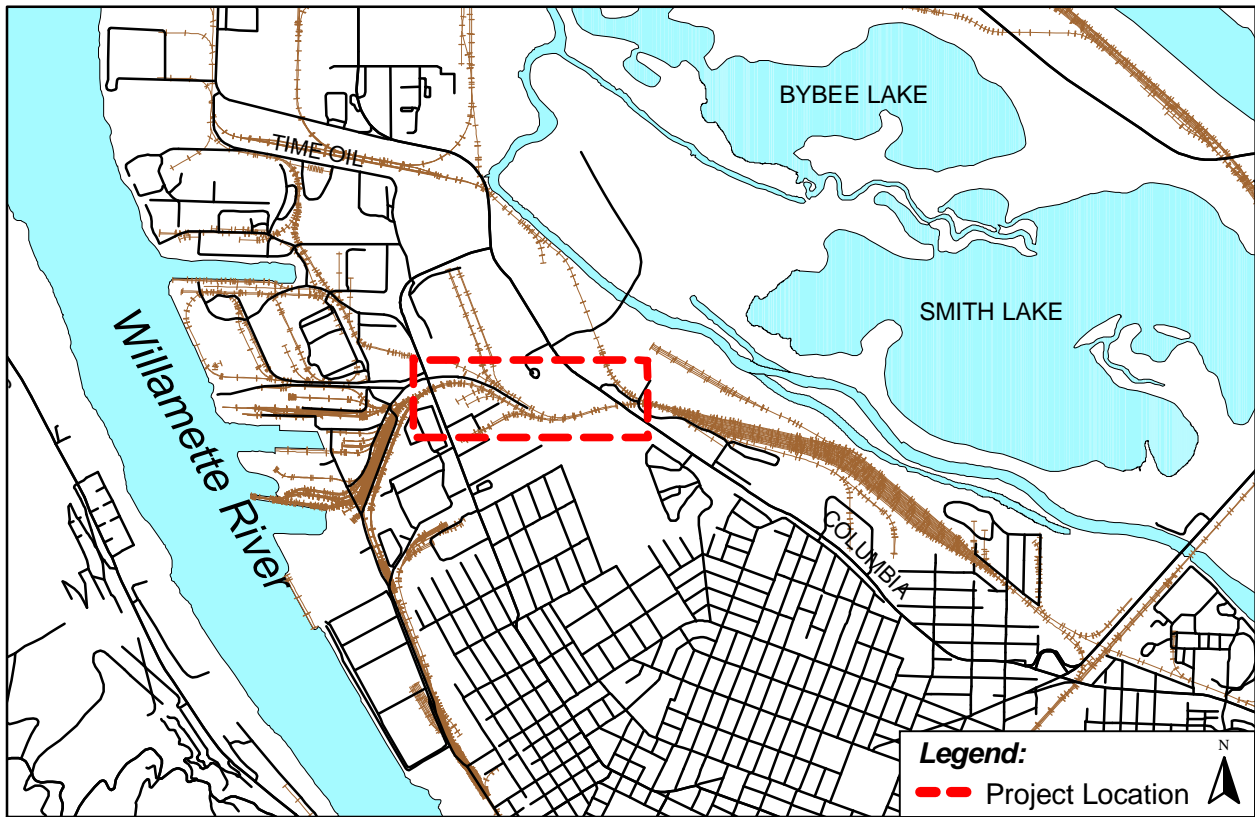 BYBEE LAKE
TIME OIL
SMITH LAKE
Willamette River
COLUMBIA
Legend:
N
Project Location